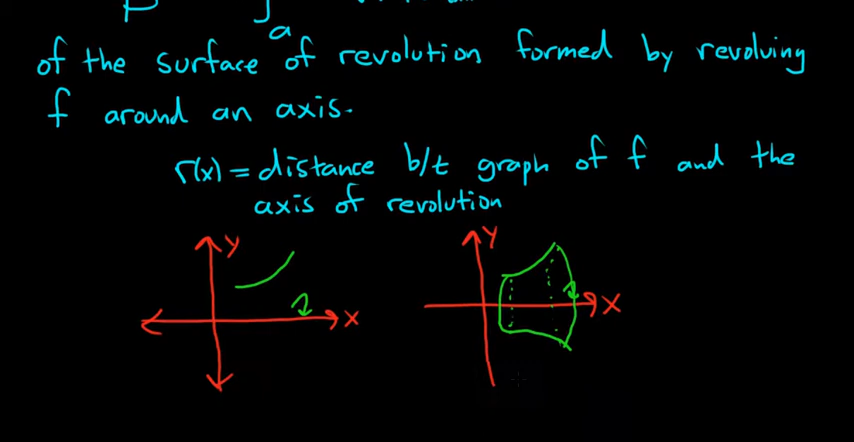 a
of the surface of revolution formed by revolving
f around an axis.
r(x) = distance b/t graph of f and the
axis of revolution
y y
x x